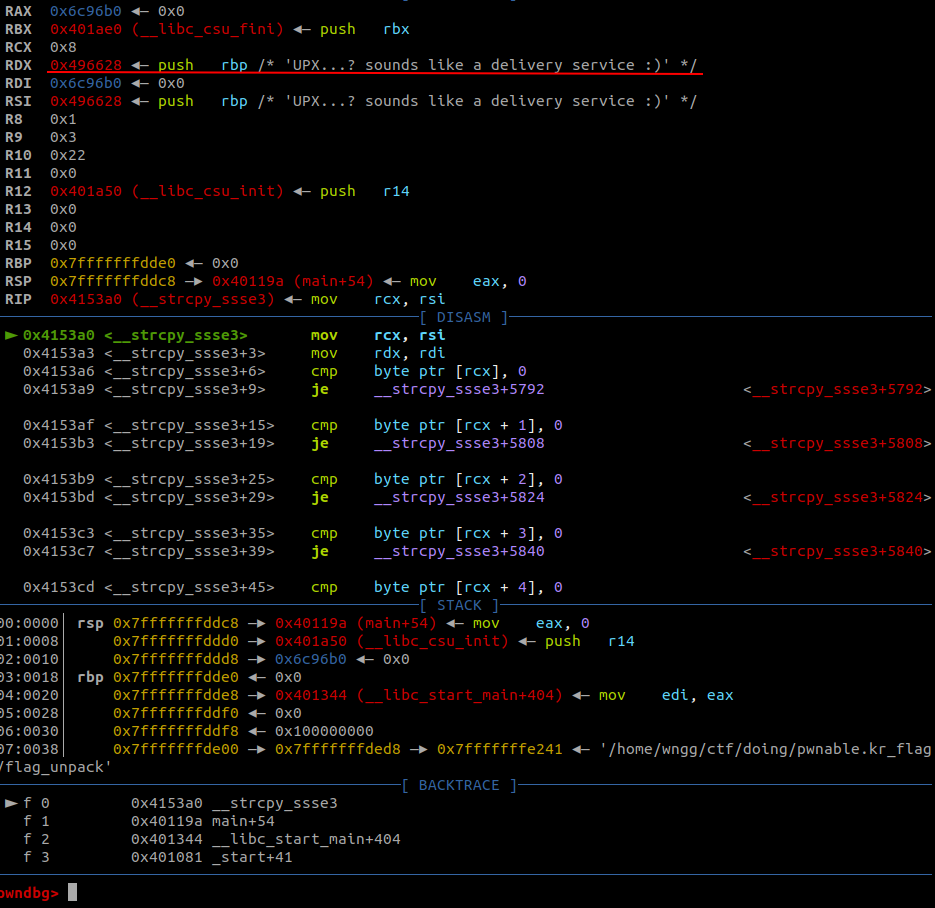 RAX 0x6c96b0 ◂— 0x0
RBX 0x401ae0 (__libc_csu_fini) ◂— push rbx
RCX 0x8
RDX 0x496628 ◂— push rbp /* 'UPX...? sounds like a delivery service :)' */
RDI 0x6c96b0 ◂— 0x0
RSI 0x496628 ◂— push rbp /* 'UPX...? sounds like a delivery service :)' */
R8 0x1
R9 0x3
R10 0x22
R11 0x0
R12 0x401a50 (__libc_csu_init) ◂— push r14
R13 0x0
R14 0x0
R15 0x0
RBP 0x7fffffffdde0 ◂— 0x0
RSP 0x7fffffffddc8 —▸ 0x40119a (main+54) ◂— mov eax, 0
RIP 0x4153a0 (__strcpy_ssse3) ◂— mov rcx, rsi
[ DISASM ]
► 0x4153a0 <__strcpy_ssse3> mov rcx, rsi
0x4153a3 <__strcpy_ssse3+3> mov rdx, rdi
0x4153a6 <__strcpy_ssse3+6> cmp byte ptr [rcx], 0
0x4153a9 <__strcpy_ssse3+9> je __strcpy_ssse3+5792 <__strcpy_ssse3+5792>
0x4153af <__strcpy_ssse3+15> cmp byte ptr [rcx + 1], 0
0x4153b3 <__strcpy_ssse3+19> je __strcpy_ssse3+5808 <__strcpy_ssse3+5808>
0x4153b9 <__strcpy_ssse3+25> cmp byte ptr [rcx + 2], 0
0x4153bd <__strcpy_ssse3+29> je __strcpy_ssse3+5824 <__strcpy_ssse3+5824>
0x4153c3 <__strcpy_ssse3+35> cmp byte ptr [rcx + 3], 0
0x4153c7 <__strcpy_ssse3+39> je __strcpy_ssse3+5840 <__strcpy_ssse3+5840>
0x4153cd <__strcpy_ssse3+45> cmp byte ptr [rcx + 4], 0
[ STACK ]
00:0000│ rsp 0x7fffffffddc8 —▸ 0x40119a (main+54) ◂— mov eax, 0
01:0008│ 0x7fffffffddd0 —▸ 0x401a50 (__libc_csu_init) ◂— push r14
02:0010│ 0x7fffffffddd8 —▸ 0x6c96b0 ◂— 0x0
03:0018│ rbp 0x7fffffffdde0 ◂— 0x0
04:0020│ 0x7fffffffdde8 —▸ 0x401344 (__libc_start_main+404) ◂— mov edi, eax
05:0028│ 0x7fffffffddf0 ◂— 0x0
06:0030│ 0x7fffffffddf8 ◂— 0x100000000
07:0038│ 0x7fffffffde00 —▸ 0x7fffffffded8 —▸ 0x7fffffffe241 ◂— '/home/wngg/ctf/doing/pwnable.kr_flag
/flag_unpack'
[ BACKTRACE ]
► f 0 0x4153a0 __strcpy_ssse3
f 1 0x40119a main+54
f 2 0x401344 __libc_start_main+404
f 3 0x401081 _start+41
pwndbg>